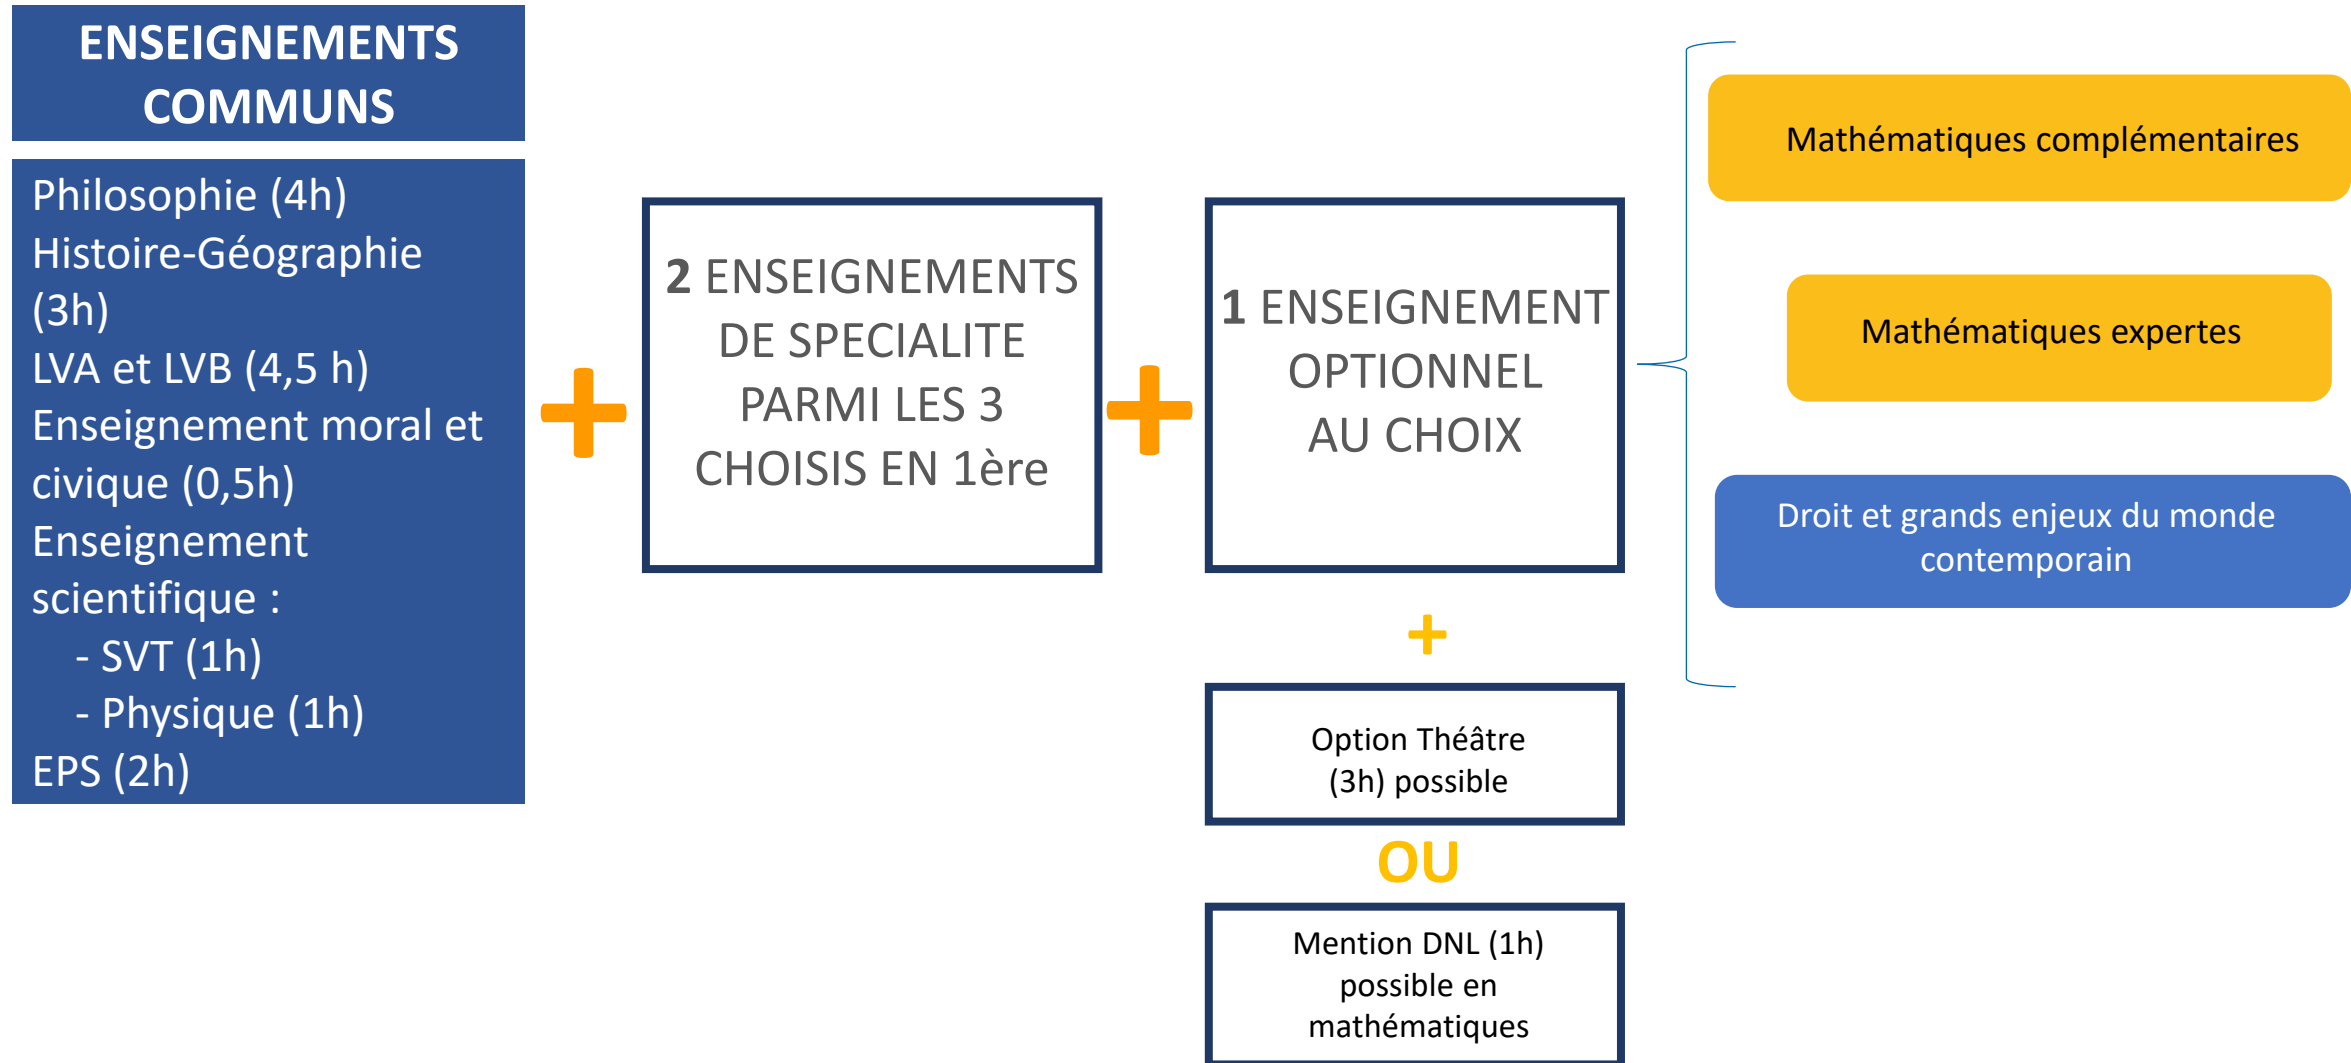 ENSEIGNEMENTS
COMMUNS
Philosophie (4h)
Histoire-Géographie
(3h)
LVA et LVB (4,5 h)
Enseignement moral et
civique (0,5h)
Enseignement
scientifique :
- SVT (1h)
- Physique (1h)
EPS (2h)
+
2 ENSEIGNEMENTS
DE SPECIALITE
PARMI LES 3
CHOISIS EN 1ère
+
1 ENSEIGNEMENT
OPTIONNEL
AU CHOIX
Mathématiques complémentaires
Mathématiques expertes
Droit et grands enjeux du monde
contemporain
+
Option Théâtre
(3h) possible
OU
Mention DNL (1h)
possible en
mathématiques